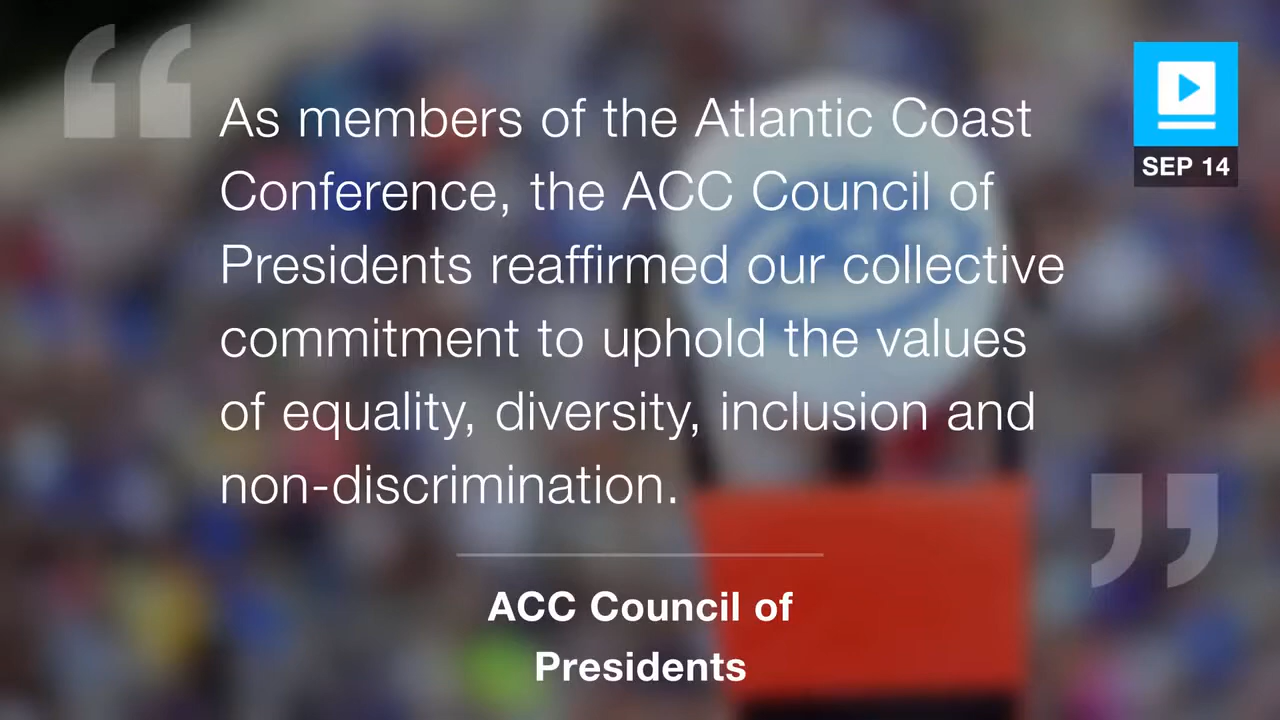 As members of the Atlantic Coast
Conference, the ACC Council of
Presidents reaffirmed our collective
commitment to uphold the values
of equality, diversity, inclusion and
non-discrimination.
ACC Council of
Presidents
SEP 14